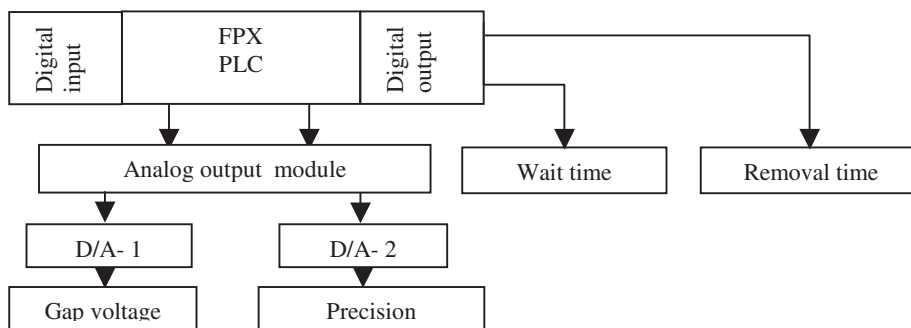 Digital
input
FPX
PLC
Digital
output
Analog output module
Wait time
Removal time
D/A- 1
D/A- 2
Gap voltage
Precision